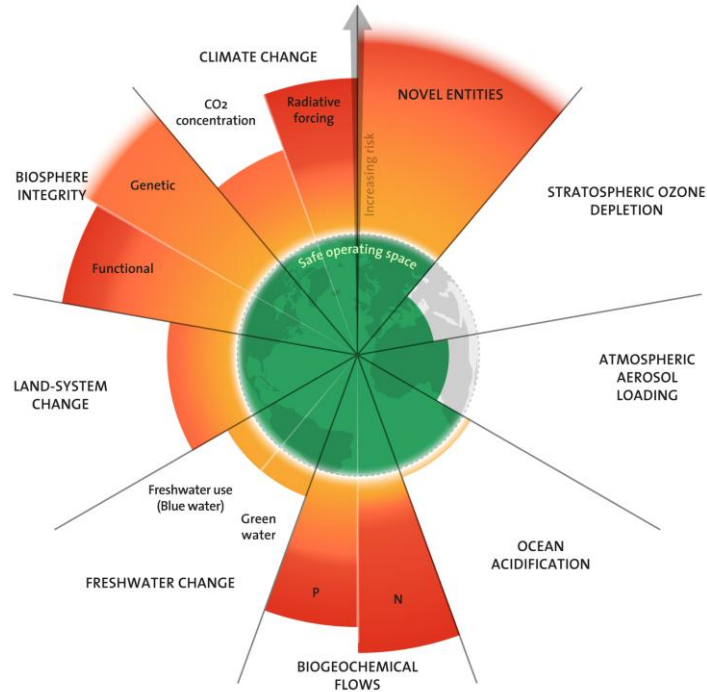 CLIMATE CHANGE
CO2
concentration
Radiative
forcing
NOVEL ENTITIES
Increasing risk
BIOSPHERE
INTEGRITY
Genetic
Functional
STRATOSPHERIC OZONE
DEPLETION
Safe operating space
LAND-SYSTEM
CHANGE
ATMOSPHERIC
AEROSOL
LOADING
Freshwater use
(Blue water)
Green
water
FRESHWATER CHANGE
OCEAN
ACIDIFICATION
P
N
BIOGEOCHEMICAL
FLOWS